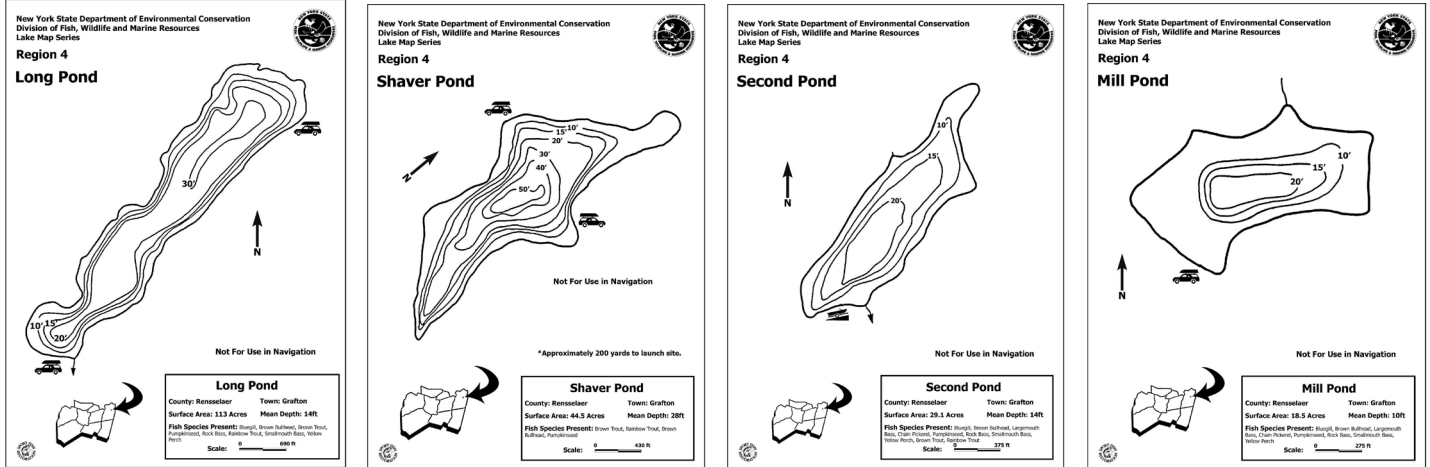 New York State Department of Environmental Conservation
Division of Fish, Wildlife and Marine Resources
Lake Map Series
Region 4
Long Pond
30'
N
10' 15'
20'
Not For Use in Navigation
Long Pond
County: Rensselaer Town: Grafton
Surface Area: 113 Acres Mean Depth: 14ft
Fish Species Present: Bluegill, Brown Bullhead, Brown Trout,
Pumpkinseed, Rock Bass, Rainbow Trout, Smallmouth Bass, Yellow
Perch
Scale: 0 690 ft
New York State Department of Environmental Conservation
Division of Fish, Wildlife and Marine Resources
Lake Map Series
Region 4
Shaver Pond
15' 10'
20'
30'
40'
50'
N
Not For Use in Navigation
*Approximately 200 yards to launch site.
Shaver Pond
County: Rensselaer Town: Grafton
Surface Area: 44.5 Acres Mean Depth: 28ft
Fish Species Present: Brown Trout, Rainbow Trout, Brown
Bullhead, Pumpkinseed
Scale: 0 430 ft
New York State Department of Environmental Conservation
Division of Fish, Wildlife and Marine Resources
Lake Map Series
Region 4
Second Pond
10'
15'
20'
N
Not For Use in Navigation
Second Pond
County: Rensselaer Town: Grafton
Surface Area: 29.1 Acres Mean Depth: 14ft
Fish Species Present: Bluegill, Brown Bullhead, Largemouth
Bass, Chain Pickerel, Pumpkinseed, Rock Bass, Smallmouth Bass,
Yellow Perch, Brown Trout, Rainbow Trout
Scale: 0 375 ft
New York State Department of Environmental Conservation
Division of Fish, Wildlife and Marine Resources
Lake Map Series
Region 4
Mill Pond
10'
15'
20'
N
Not For Use in Navigation
Mill Pond
County: Rensselaer Town: Grafton
Surface Area: 18.5 Acres Mean Depth: 10ft
Fish Species Present: Bluegill, Brown Bullhead, Largemouth
Bass, Chain Pickerel, Pumpkinseed, Rock Bass, Smallmouth Bass,
Yellow Perch
Scale: 0 275 ft